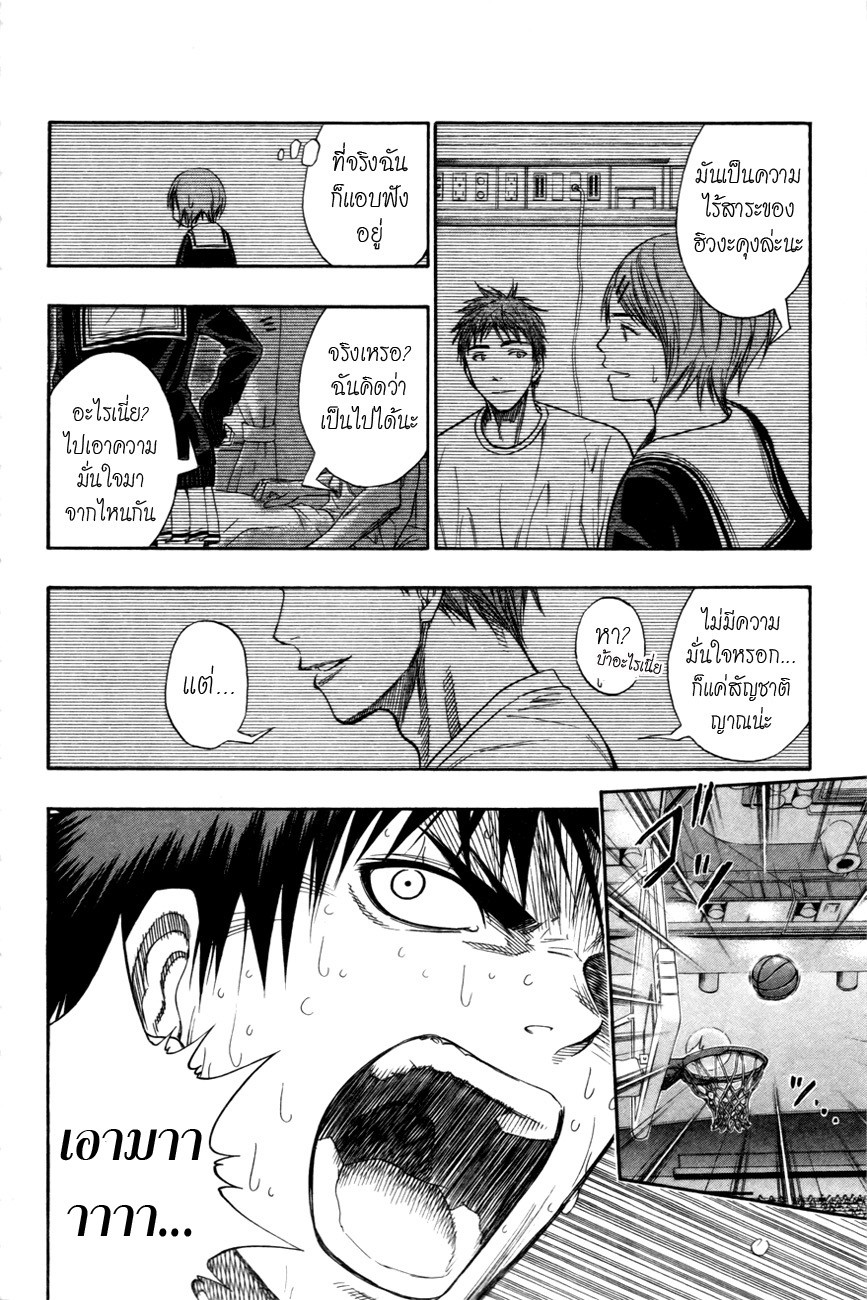 มันเป็นความ
ไร้สาระของ
ฮิวงะคุงล่ะนะ
ที่จริงฉัน
ก็แอบฟัง
อยู่
จริงเหรอ?
ฉันคิดว่า
เป็นไปได้นะ
อะไรเนี่ย?
ไปเอาความ
มั่นใจมา
จากไหนกัน
ไม่มีความ
มั่นใจหรอก...
ก็แค่สัญชาติ
ญาณน่ะ
หา?
บ้าอะไรเนี่ย
แต่...
グッ
ッ...
เอามาา
าาาา...